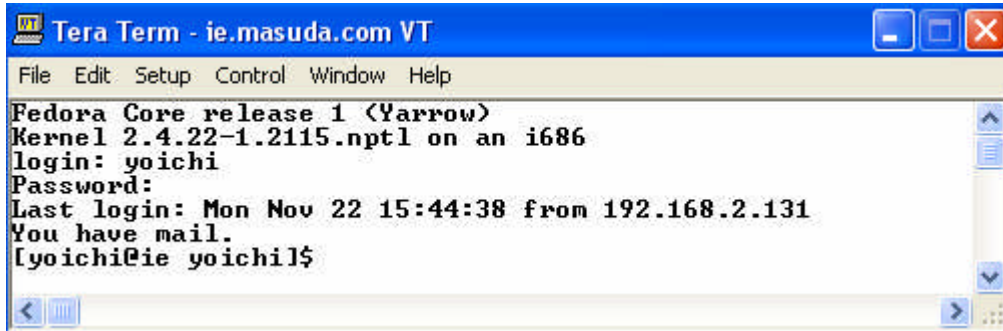 Tera Term - ie.masuda.com VT
File Edit Setup Control Window Help
Fedora Core release 1 (Yarrow)
Kernel 2.4.22-1.2115.nptl on an i686
login: yoichi
Password:
Last login: Mon Nov 22 15:44:38 from 192.168.2.131
You have mail.
[yoichi@ie yoichi]$